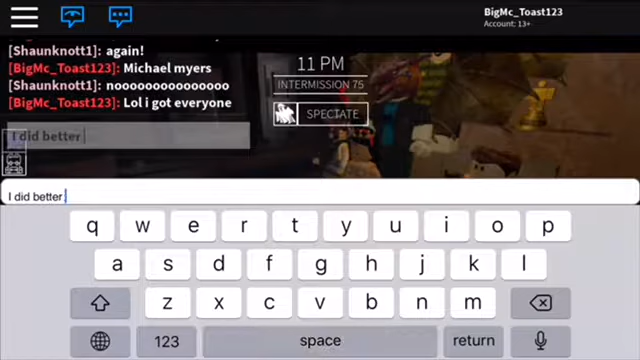 BigMc_Toast123
Account: 13+
[Shaunknott1]: again!
[BigMc_Toast123]: Michael myers
[Shaunknott1]: nooooooooooooooo
[BigMc_Toast123]: Lol i got everyone
11 PM
INTERMISSION 75
SPECTATE
I did better
I did better
q w e r t y u i o p
a s d f g h j k l
z x c v b n m
123 space return